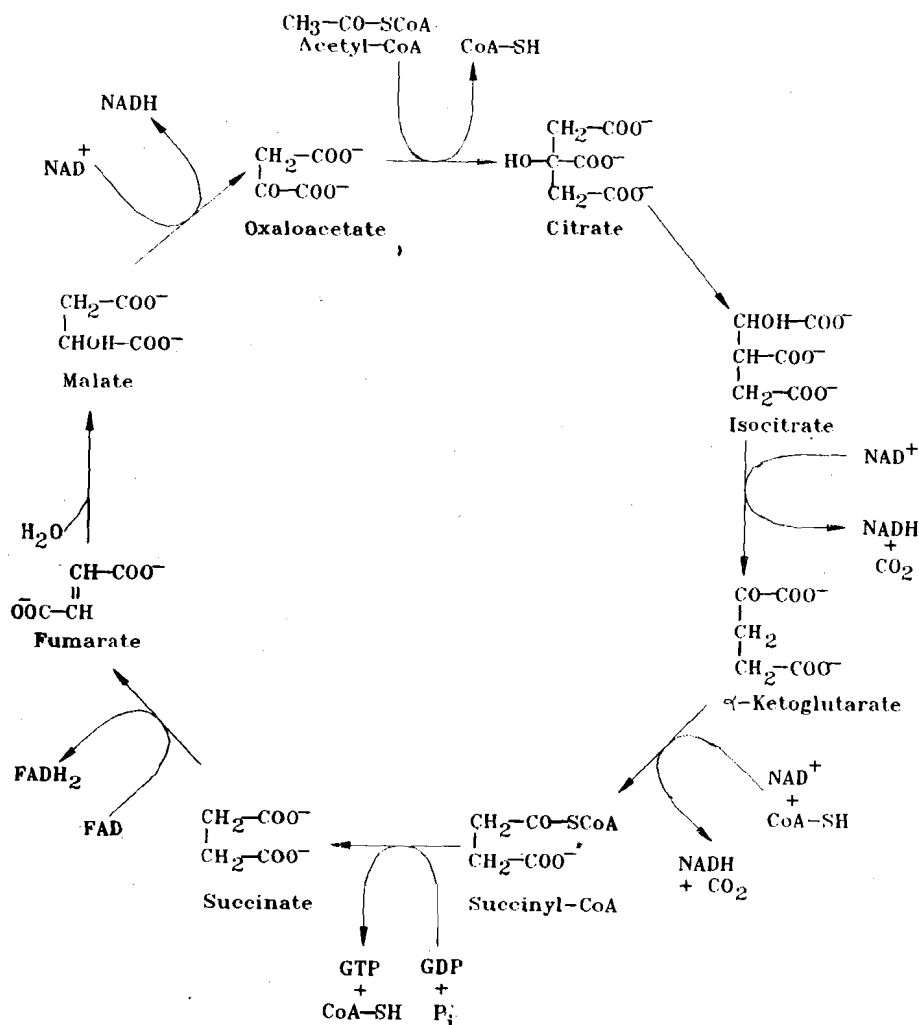 CH₃-CO-SCoA
Acetyl-CoA
CoA-SH
NADH
NAD⁺
CH₂-COO⁻
CO-COO⁻
Oxaloacetate
CH₂-COO⁻
HO-C-COO⁻
CH₂-COO⁻
Citrate
CH₂-COO⁻
CHOH-COO⁻
Malate
CHOH-COO⁻
CH-COO⁻
CH₂-COO⁻
Isocitrate
NAD⁺
NADH
+
CO₂
H₂O
CH-COO⁻
⁻OOC-CH
Fumarate
CO-COO⁻
CH₂
CH₂-COO⁻
α-Ketoglutarate
NAD⁺
+
CoA-SH
NADH
+ CO₂
FADH₂
FAD
CH₂-COO⁻
CH₂-COO⁻
Succinate
CH₂-CO-SCoA
CH₂-COO⁻
Succinyl-CoA
GTP
+
CoA-SH
GDP
+
Pᵢ